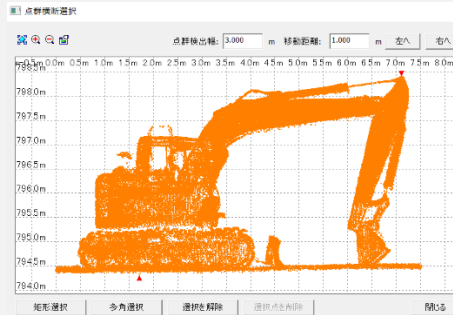 点群横断選択
点群検出幅: 3.000 m 移動距離: 1.000 m 左へ 右へ
-0.5m 0.0m 0.5m 1.0m 1.5m 2.0m 2.5m 3.0m 3.5m 4.0m 4.5m 5.0m 5.5m 6.0m 6.5m 7.0m 7.5m 8.0m
798.5m
798.0m
797.5m
797.0m
796.5m
796.0m
795.5m
795.0m
794.5m
794.0m
矩形選択 多角選択 選択を解除 選択点を削除 閉じる